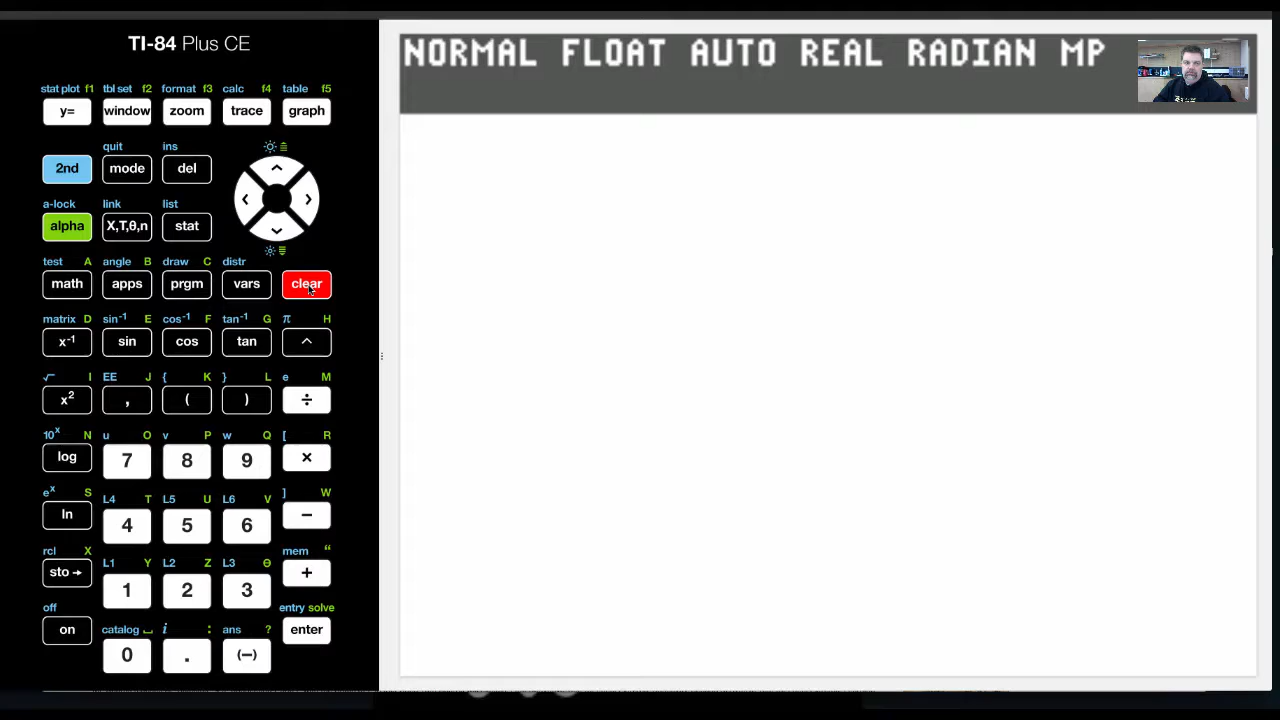 TI-84 Plus CE
NORMAL FLOAT AUTO REAL RADIAN MP
stat plot f1 tbl set f2 format f3 calc f4 table f5
y= window zoom trace graph
quit ins
2nd mode del
a-lock link list
alpha X,T,θ,n stat
test A angle B draw C distr
math apps prgm vars clear
matrix D sin⁻¹ E cos⁻¹ F tan⁻¹ G π H
x⁻¹ sin cos tan ^
√ I EE J { K } L e M
x² , ( ) ÷
10ˣ N u O v P w Q [ R
log 7 8 9 ×
eˣ S L4 T L5 U L6 V ] W
ln 4 5 6 −
rcl X L1 Y L2 Z L3 θ mem “
sto→ 1 2 3 +
off catalog ⎵ i : ans ? entry solve
on 0 . (−) enter